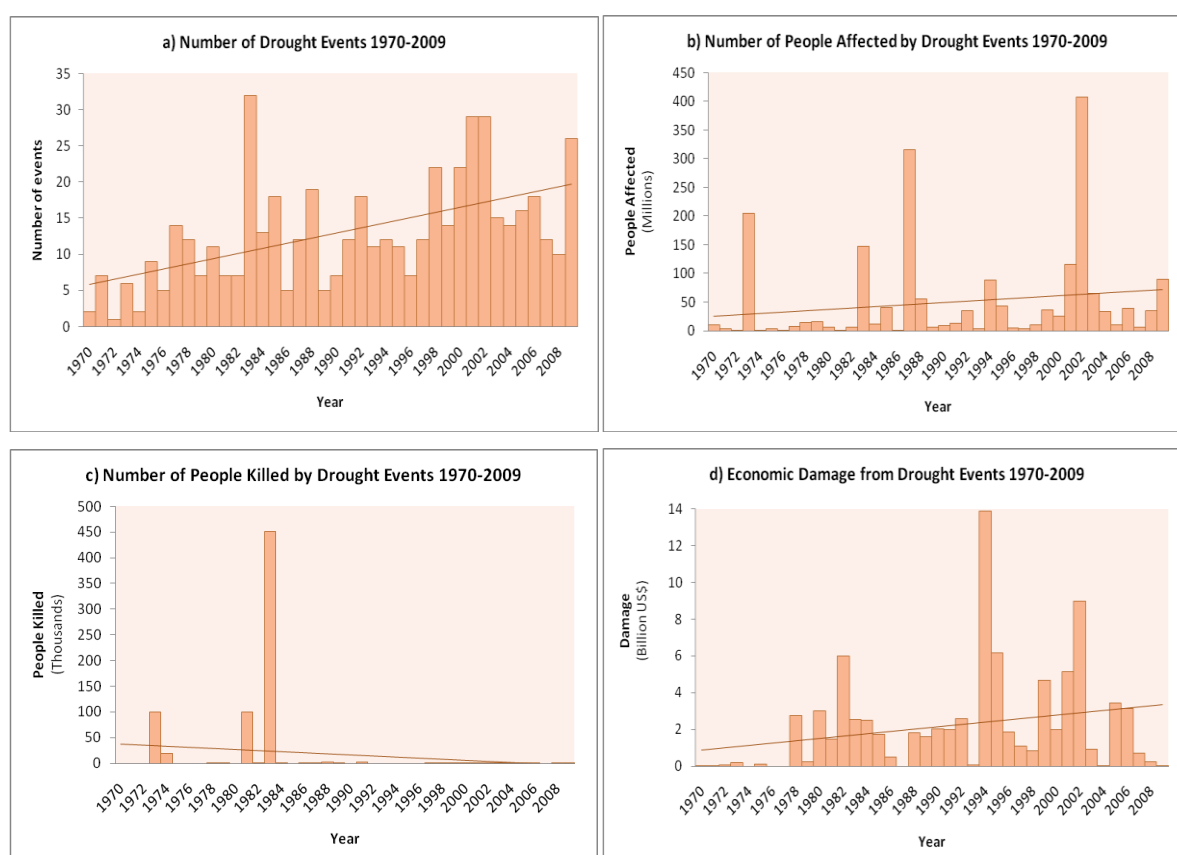 a) Number of Drought Events 1970-2009
35
30
25
20
15
10
5
0
Number of events
1970 1972 1974 1976 1978 1980 1982 1984 1986 1988 1990 1992 1994 1996 1998 2000 2002 2004 2006 2008
Year
b) Number of People Affected by Drought Events 1970-2009
450
400
350
300
250
200
150
100
50
0
People Affected
(Millions)
1970 1972 1974 1976 1978 1980 1982 1984 1986 1988 1990 1992 1994 1996 1998 2000 2002 2004 2006 2008
Year
c) Number of People Killed by Drought Events 1970-2009
500
450
400
350
300
250
200
150
100
50
0
People Killed
(Thousands)
1970 1972 1974 1976 1978 1980 1982 1984 1986 1988 1990 1992 1994 1996 1998 2000 2002 2004 2006 2008
Year
d) Economic Damage from Drought Events 1970-2009
14
12
10
8
6
4
2
0
Damage
(Billion US$)
1970 1972 1974 1976 1978 1980 1982 1984 1986 1988 1990 1992 1994 1996 1998 2000 2002 2004 2006 2008
Year